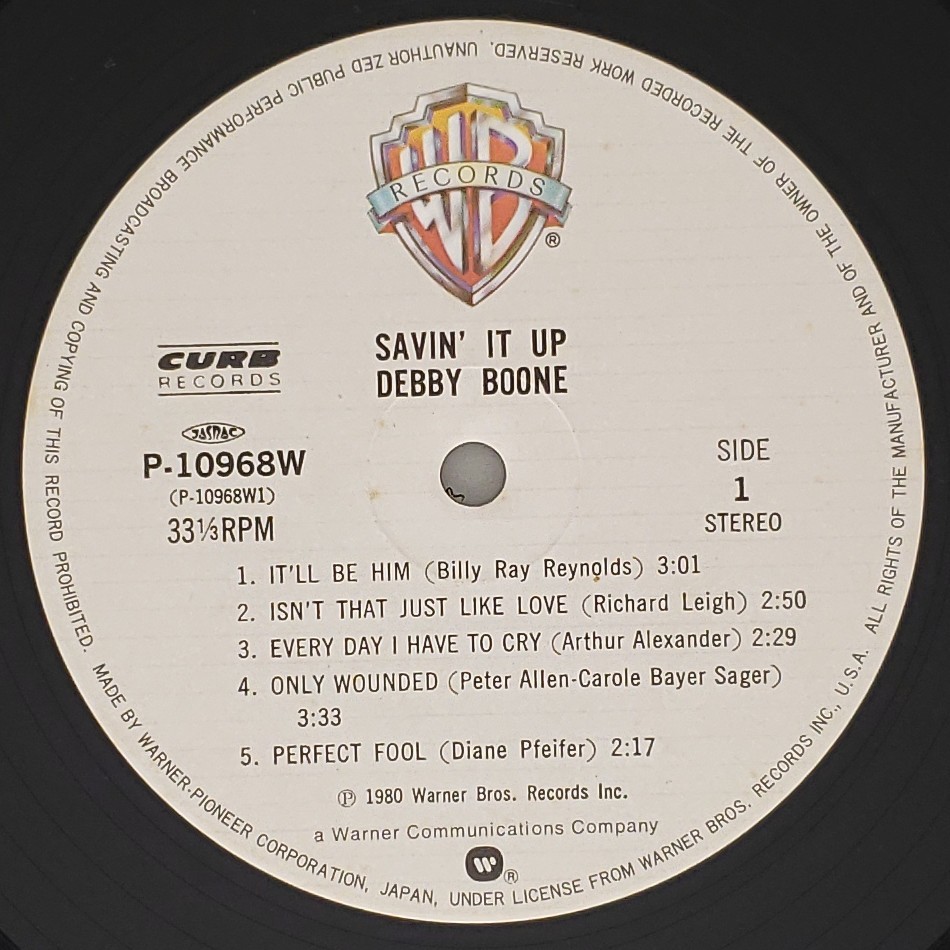 WB
RECORDS
®
SAVIN' IT UP
DEBBY BOONE
CURB
RECORDS
JASRAC
P-10968W
(P-10968W1)
33⅓RPM
SIDE
1
STEREO
1. IT'LL BE HIM (Billy Ray Reynolds) 3:01
2. ISN'T THAT JUST LIKE LOVE (Richard Leigh) 2:50
3. EVERY DAY I HAVE TO CRY (Arthur Alexander) 2:29
4. ONLY WOUNDED (Peter Allen-Carole Bayer Sager)
3:33
5. PERFECT FOOL (Diane Pfeifer) 2:17
Ⓟ 1980 Warner Bros. Records Inc.
a Warner Communications Company
W®
MADE BY WARNER-PIONEER CORPORATION, JAPAN, UNDER LICENSE FROM WARNER BROS. RECORDS INC., U.S.A. ALL RIGHTS OF THE MANUFACTURER AND OF THE OWNER OF THE RECORDED WORK RESERVED. UNAUTHOR ZED PUBLIC PERFORMANCE BROADCASTING AND COPYING OF THIS RECORD PROHIBITED.